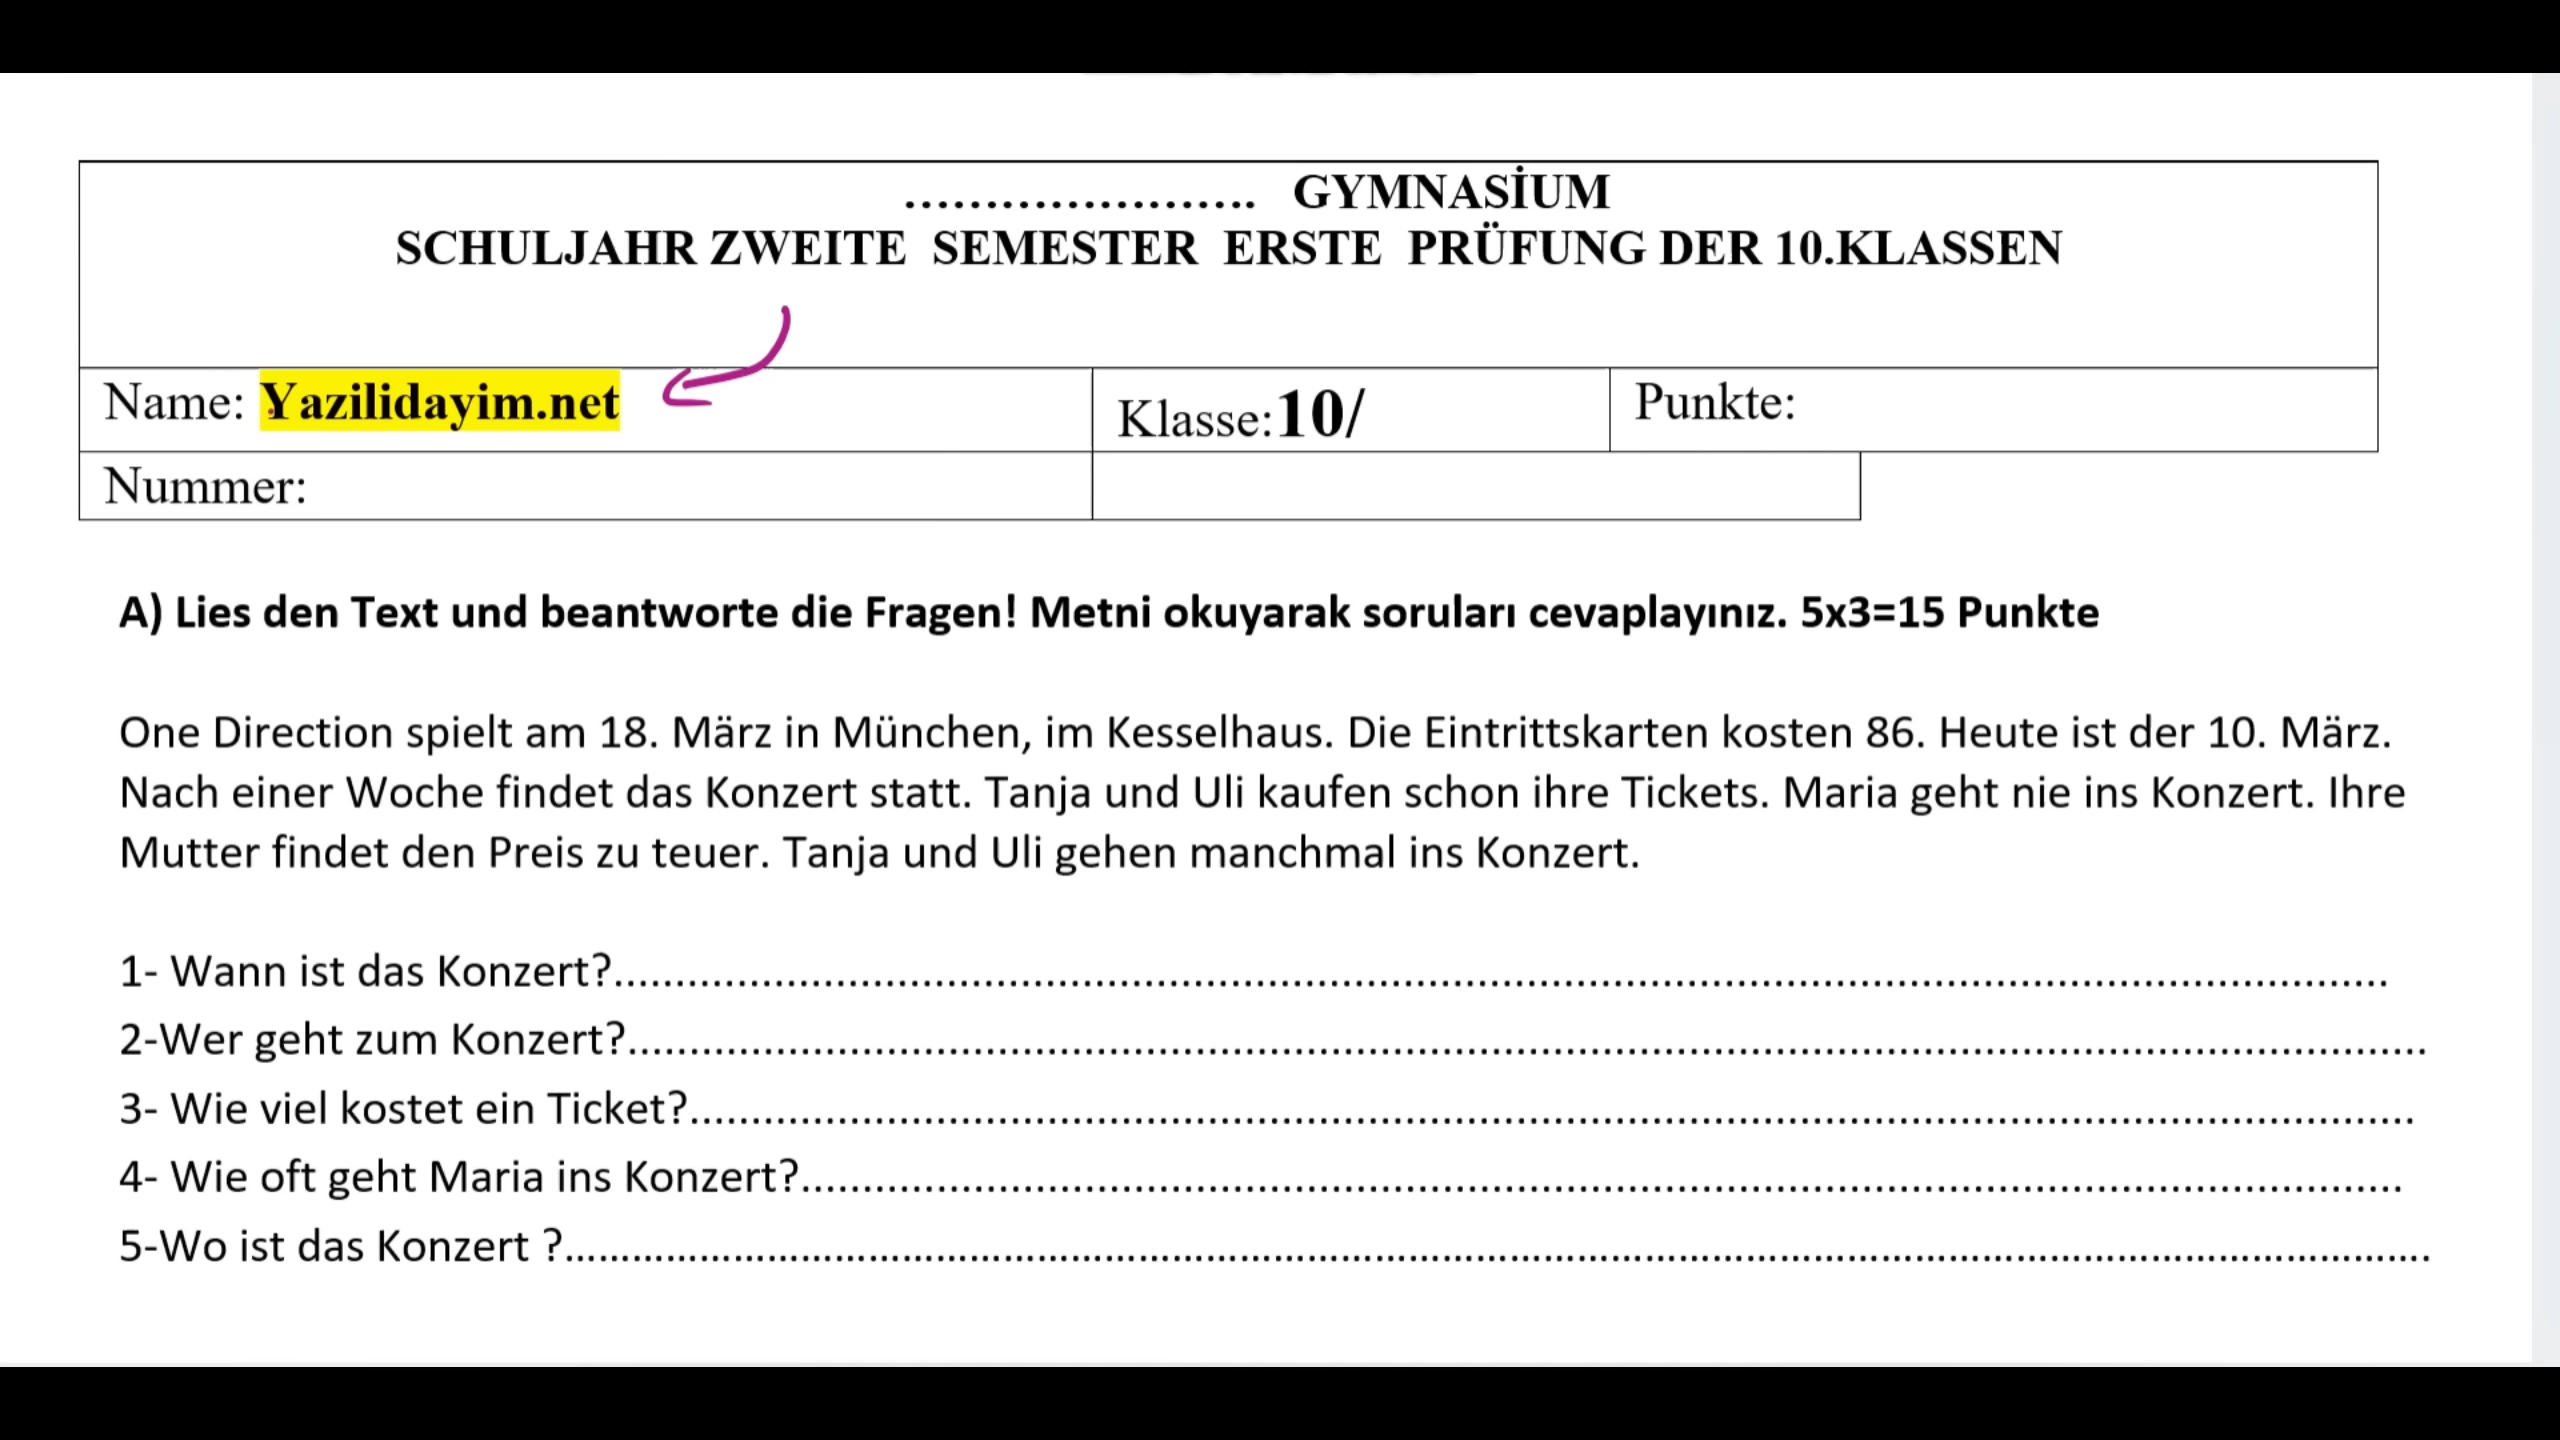 ...................... GYMNASİUM
SCHULJAHR ZWEITE SEMESTER ERSTE PRÜFUNG DER 10.KLASSEN
Name: Yazilidayim.net
Klasse:10/
Punkte:
Nummer:
A) Lies den Text und beantworte die Fragen! Metni okuyarak soruları cevaplayınız. 5x3=15 Punkte
One Direction spielt am 18. März in München, im Kesselhaus. Die Eintrittskarten kosten 86. Heute ist der 10. März.
Nach einer Woche findet das Konzert statt. Tanja und Uli kaufen schon ihre Tickets. Maria geht nie ins Konzert. Ihre
Mutter findet den Preis zu teuer. Tanja und Uli gehen manchmal ins Konzert.
1- Wann ist das Konzert?....................................................................................................
2-Wer geht zum Konzert?....................................................................................................
3- Wie viel kostet ein Ticket?....................................................................................................
4- Wie oft geht Maria ins Konzert?....................................................................................................
5-Wo ist das Konzert ?....................................................................................................